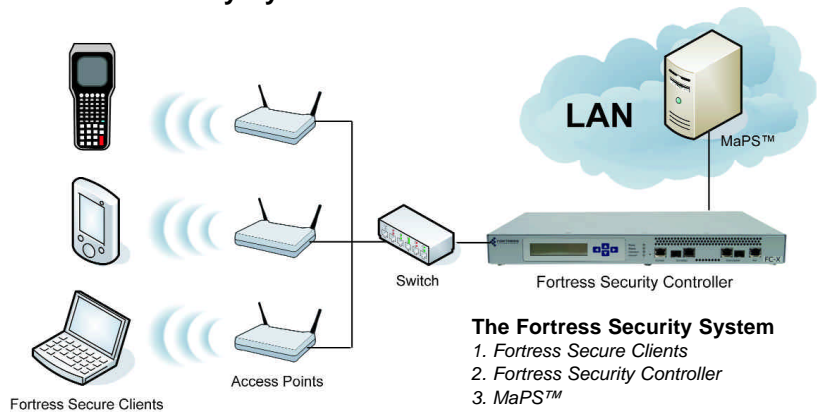 LAN
MaPS™
FC-X
Switch
Fortress Security Controller
The Fortress Security System
1. Fortress Secure Clients
2. Fortress Security Controller
3. MaPS™
Access Points
Fortress Secure Clients